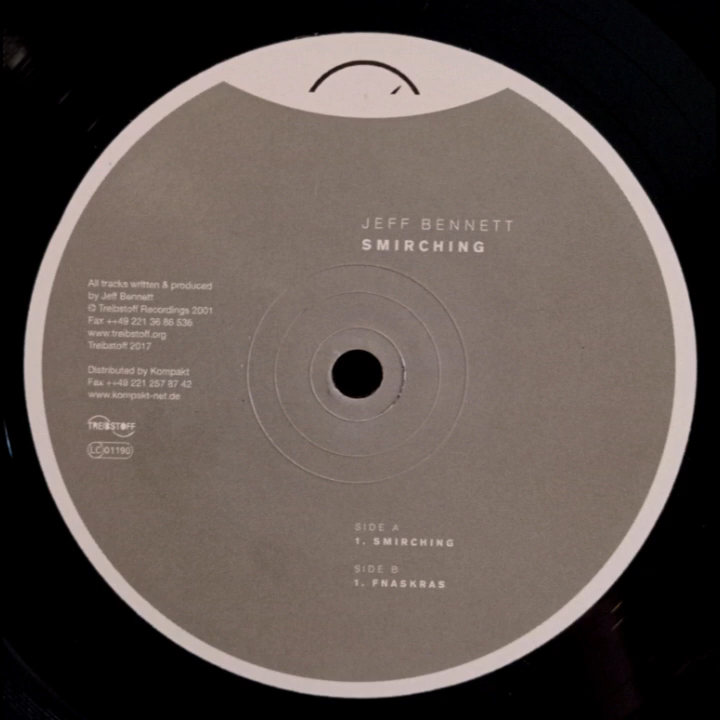 JEFF BENNETT
SMIRCHING
All tracks written & produced
by Jeff Bennett
© Treibstoff Recordings 2001
Fax ++49 221 36 86 536
www.treibstoff.org
Treibstoff 2017
Distributed by Kompakt
Fax ++49 221 257 87 42
www.kompakt-net.de
TREIBSTOFF
LC 01190
SIDE A
1. SMIRCHING
SIDE B
1. FNASKRAS